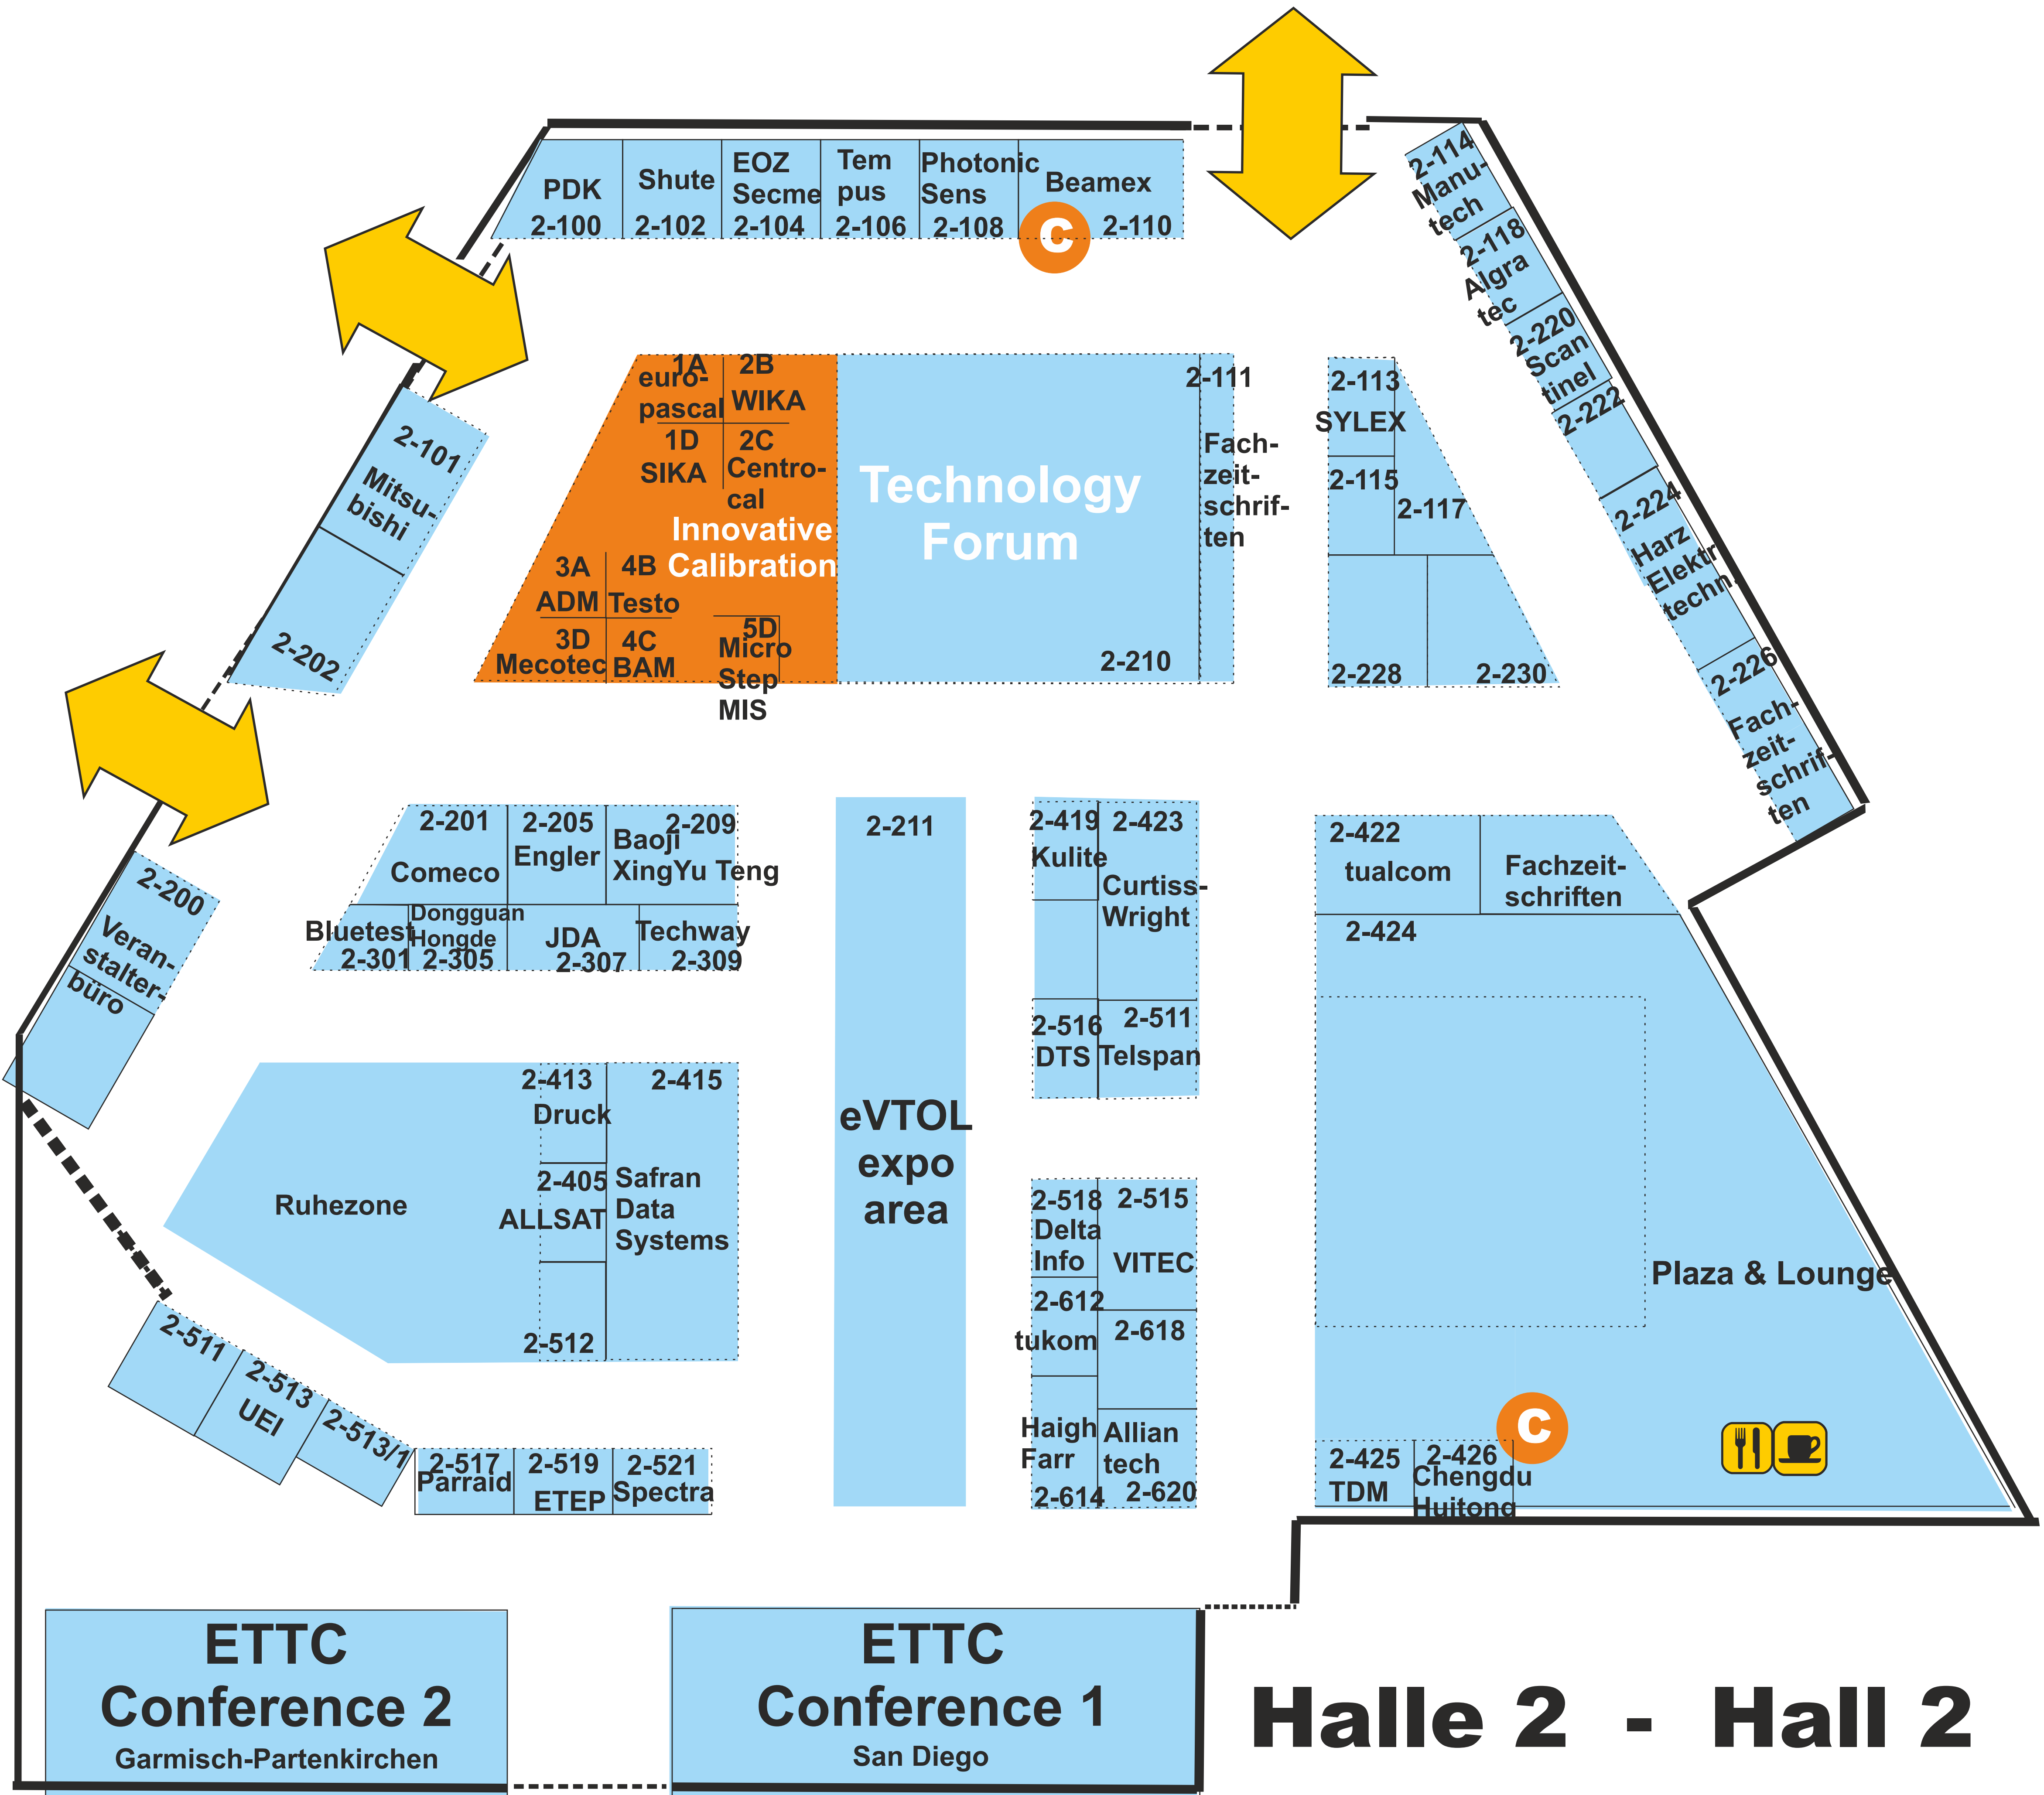 PDK
2-100
Shute
2-102
EOZ
Secme
2-104
Tem
pus
2-106
Photonic
Sens
2-108
Beamex
2-110
C
2-114
Manu-
tech
2-118
Algra
tec
2-220
Scan
tinel
2-222
2-224
Harz
Elektr
techn.
2-226
Fach-
zeit-
schrif-
ten
2-101
Mitsu-
bishi
2-202
1A
euro-
pascal
2B
WIKA
1D
SIKA
2C
Centro-
cal
Innovative
Calibration
3A
ADM
4B
Testo
3D
Mecotec
4C
BAM
5D
Micro
Step
MIS
Technology
Forum
2-210
2-111
Fach-
zeit-
schrif-
ten
2-113
SYLEX
2-115
2-117
2-228
2-230
2-200
Veran-
stalter-
büro
2-201
Comeco
2-205
Engler
2-209
Baoji
XingYu Teng
Bluetest
2-301
Dongguan
Hongde
2-305
JDA
2-307
Techway
2-309
2-211
eVTOL
expo
area
2-419
Kulite
2-423
Curtiss-
Wright
2-516
DTS
2-511
Telspan
2-422
tualcom
Fachzeit-
schriften
2-424
Ruhezone
2-413
Druck
2-405
ALLSAT
2-512
2-415
Safran
Data
Systems
2-518
Delta
Info
2-515
VITEC
2-612
tukom
2-618
Haigh
Farr
2-614
Allian
tech
2-620
Plaza & Lounge
C
2-425
TDM
2-426
Chengdu
Huitong
2-511
2-513
UEI
2-513/1
2-517
Parraid
2-519
ETEP
2-521
Spectra
ETTC
Conference 2
Garmisch-Partenkirchen
ETTC
Conference 1
San Diego
Halle 2 - Hall 2